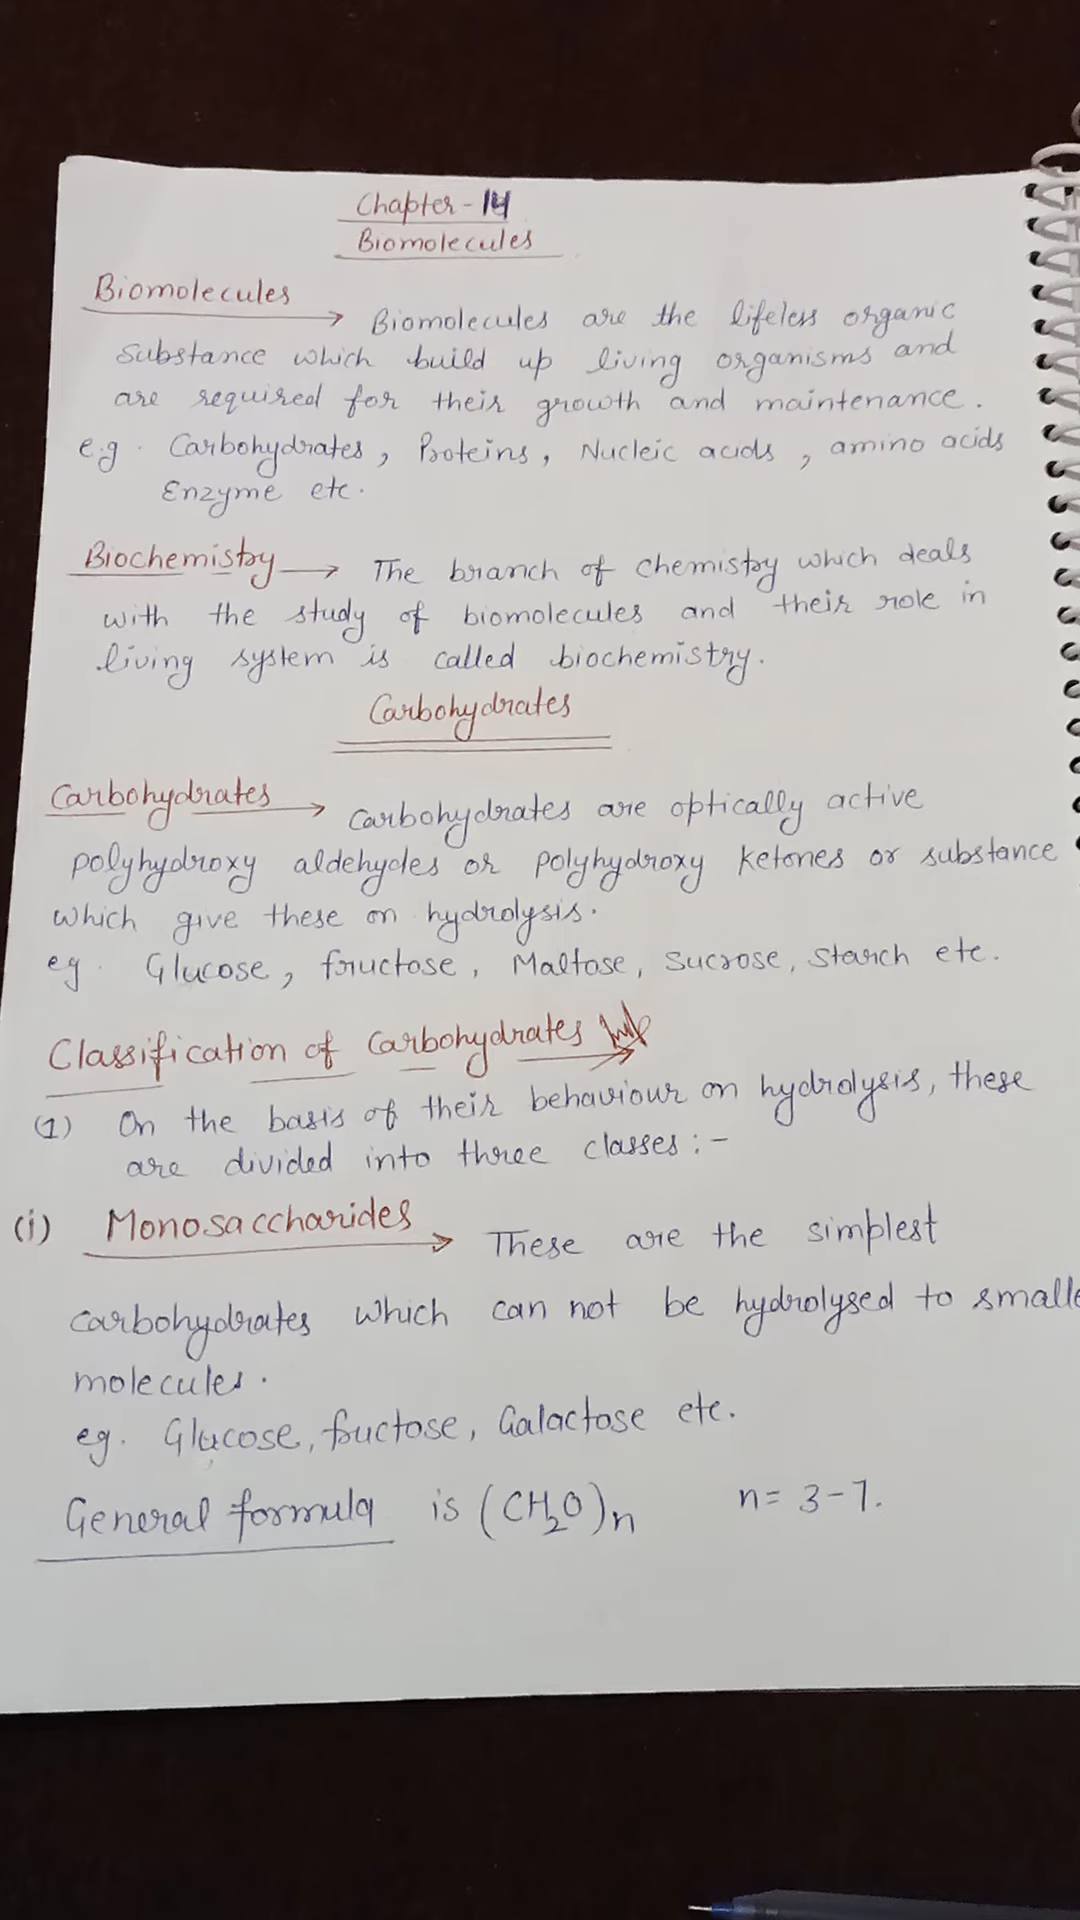 Chapter-14
Biomolecules
Biomolecules
→ Biomolecules are the lifeless organic
substance which build up living organisms and
are required for their growth and maintenance.
e.g. Carbohydrates, Proteins, Nucleic acids, amino acids
Enzyme etc.
Biochemistry → The branch of chemistry which deals
with the study of biomolecules and their role in
living system is called biochemistry.
Carbohydrates
Carbohydrates → Carbohydrates are optically active
polyhydroxy aldehydes or polyhydroxy ketones or substance
which give these on hydrolysis.
eg. Glucose, fructose, Maltose, Sucrose, Starch etc.
Classification of Carbohydrates Imp
(1) On the basis of their behaviour on hydrolysis, these
are divided into three classes :-
(i) Monosaccharides → These are the simplest
carbohydrates which can not be hydrolysed to smalle
molecules.
eg. Glucose, fructose, Galactose etc.
General formula is (CH₂O)n n= 3-7.